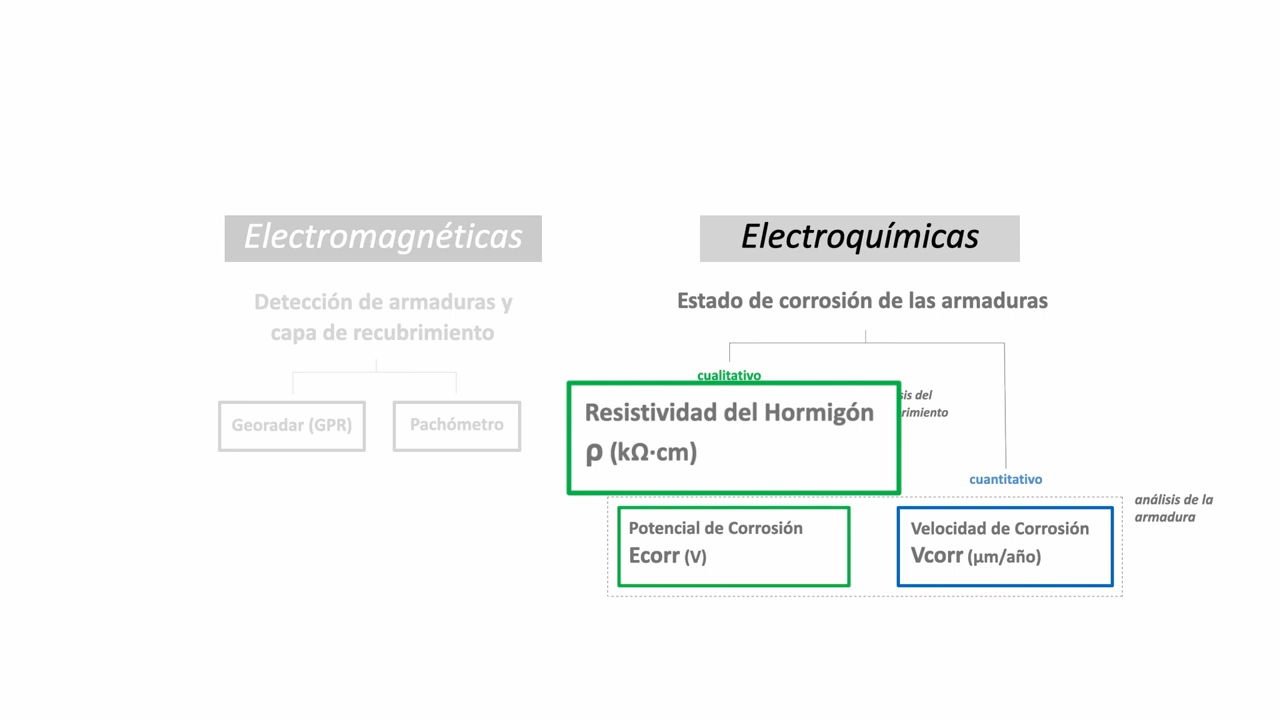 Electromagnéticas
Detección de armaduras y
capa de recubrimiento
Georadar (GPR)
Pachómetro
Electroquímicas
Estado de corrosión de las armaduras
cualitativo
Resistividad del Hormigón
ρ (kΩ·cm)
del
cuantitativo
análisis de la
armadura
Potencial de Corrosión
Ecorr (V)
Velocidad de Corrosión
Vcorr (µm/año)